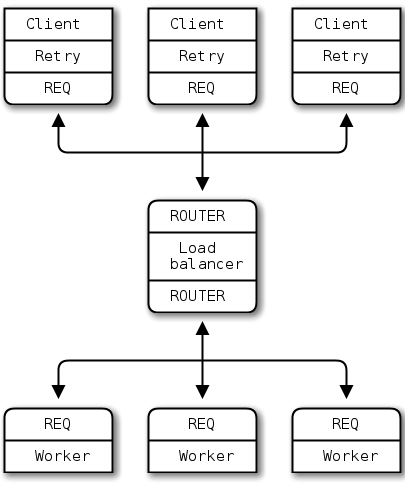 Client
Client
Client
Retry
Retry
Retry
REQ
REQ
REQ
ROUTER
Load
balancer
ROUTER
REQ
REQ
REQ
Worker
Worker
Worker